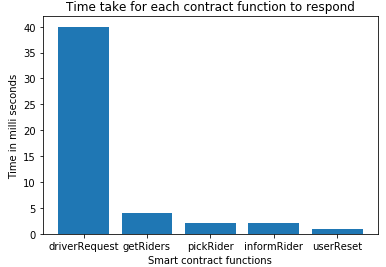 Time take for each contract function to respond
40
35
30
25
20
15
10
5
0
Time in milli seconds
driverRequest getRiders pickRider informRider userReset
Smart contract functions